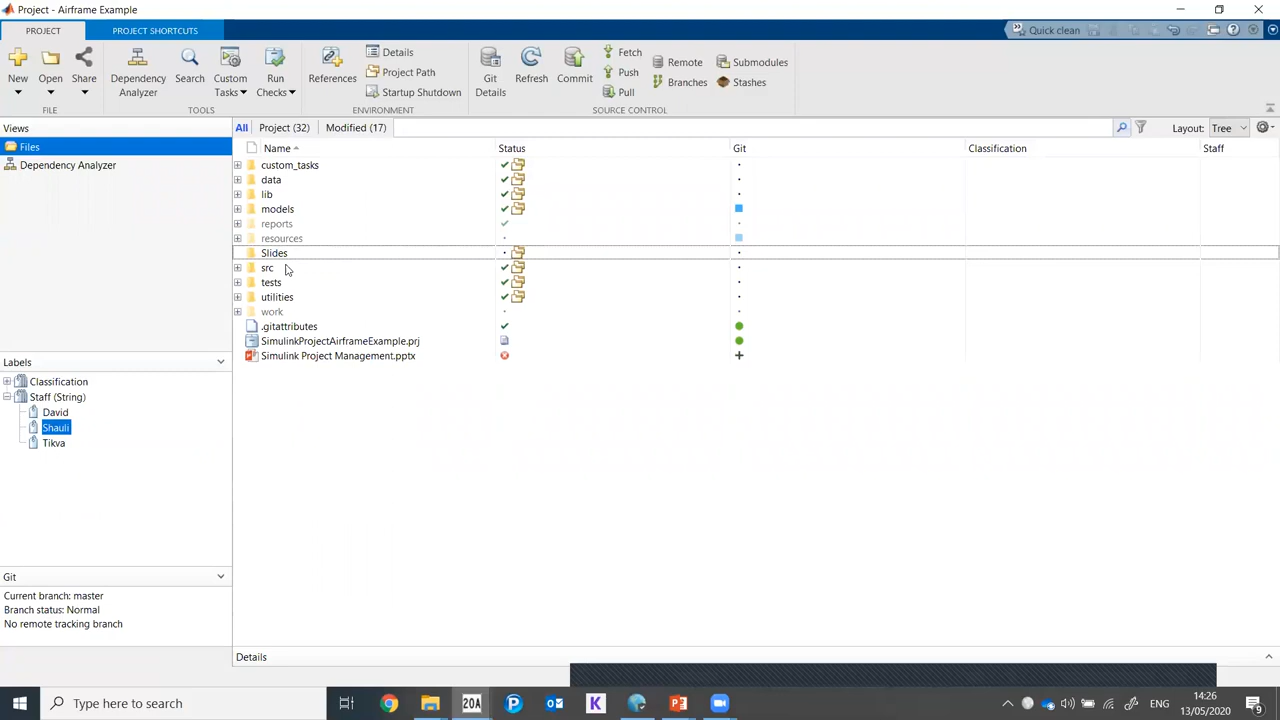 Project - Airframe Example
PROJECT
PROJECT SHORTCUTS
Quick clean
New
Open
Share
FILE
Dependency
Analyzer
Search
Custom
Tasks
Run
Checks
TOOLS
References
Details
Project Path
Startup Shutdown
ENVIRONMENT
Git
Details
Refresh
Commit
Fetch
Push
Pull
Remote
Branches
Submodules
Stashes
SOURCE CONTROL
Views
Files
Dependency Analyzer
All
Project (32)
Modified (17)
Layout:
Tree
Name
Status
Git
Classification
Staff
custom_tasks
data
lib
models
reports
resources
Slides
src
tests
utilities
work
.gitattributes
SimulinkProjectAirframeExample.prj
Simulink Project Management.pptx
Labels
Classification
Staff (String)
David
Shauli
Tikva
Git
Current branch: master
Branch status: Normal
No remote tracking branch
Details
Type here to search
20A
K
ENG
14:26
13/05/2020
9